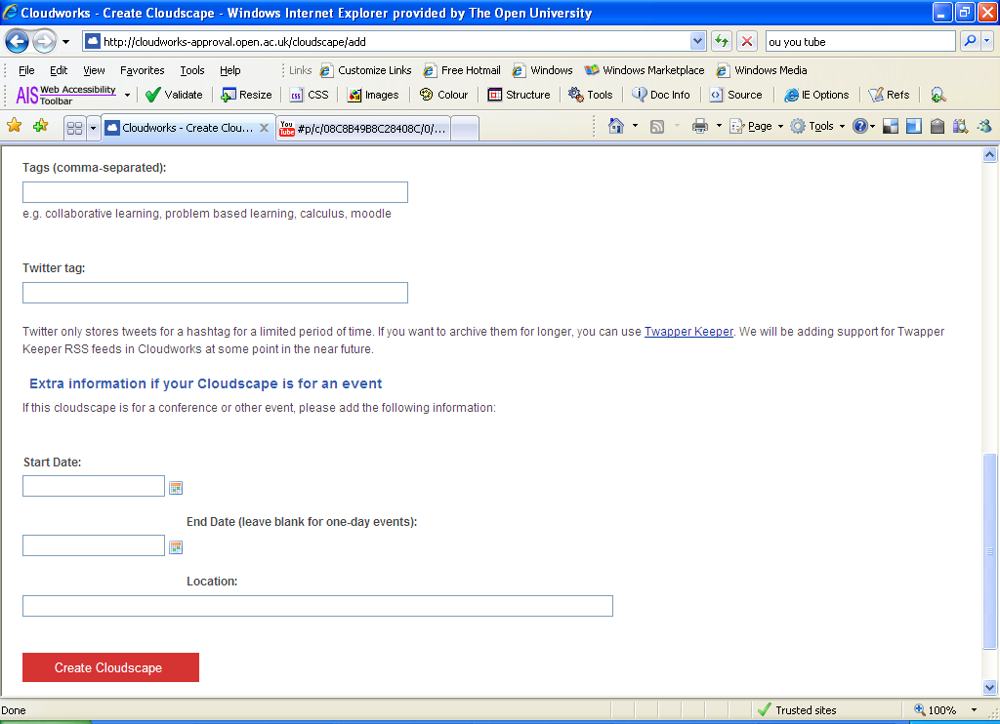 Cloudworks - Create Cloudscape - Windows Internet Explorer provided by The Open University
http://cloudworks-approval.open.ac.uk/cloudscape/add
ou you tube
File Edit View Favorites Tools Help
Links Customize Links Free Hotmail Windows Windows Marketplace Windows Media
AIS Web Accessibility Toolbar Validate Resize CSS Images Colour Structure Tools Doc Info Source IE Options Refs
Cloudworks - Create Clou... You Tube #p/c/08C8B49B8C28408C/0/... Page Tools
Tags (comma-separated):
e.g. collaborative learning, problem based learning, calculus, moodle
Twitter tag:
Twitter only stores tweets for a hashtag for a limited period of time. If you want to archive them for longer, you can use Twapper Keeper. We will be adding support for Twapper
Keeper RSS feeds in Cloudworks at some point in the near future.
Extra information if your Cloudscape is for an event
If this cloudscape is for a conference or other event, please add the following information:
Start Date:
End Date (leave blank for one-day events):
Location:
Create Cloudscape
Done Trusted sites 100%